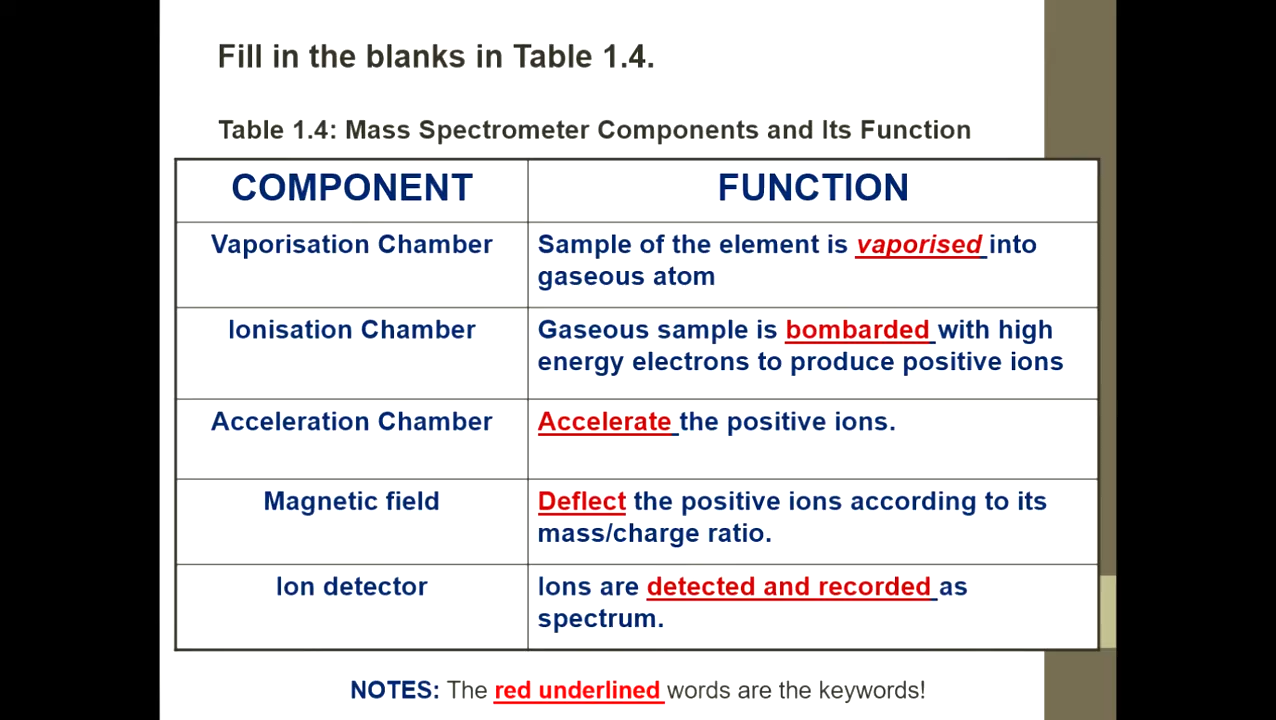 Fill in the blanks in Table 1.4.
Table 1.4: Mass Spectrometer Components and Its Function
COMPONENT FUNCTION
Vaporisation Chamber Sample of the element is vaporised into
gaseous atom
Ionisation Chamber Gaseous sample is bombarded with high
energy electrons to produce positive ions
Acceleration Chamber Accelerate the positive ions.
Magnetic field Deflect the positive ions according to its
mass/charge ratio.
Ion detector Ions are detected and recorded as
spectrum.
NOTES: The red underlined words are the keywords!